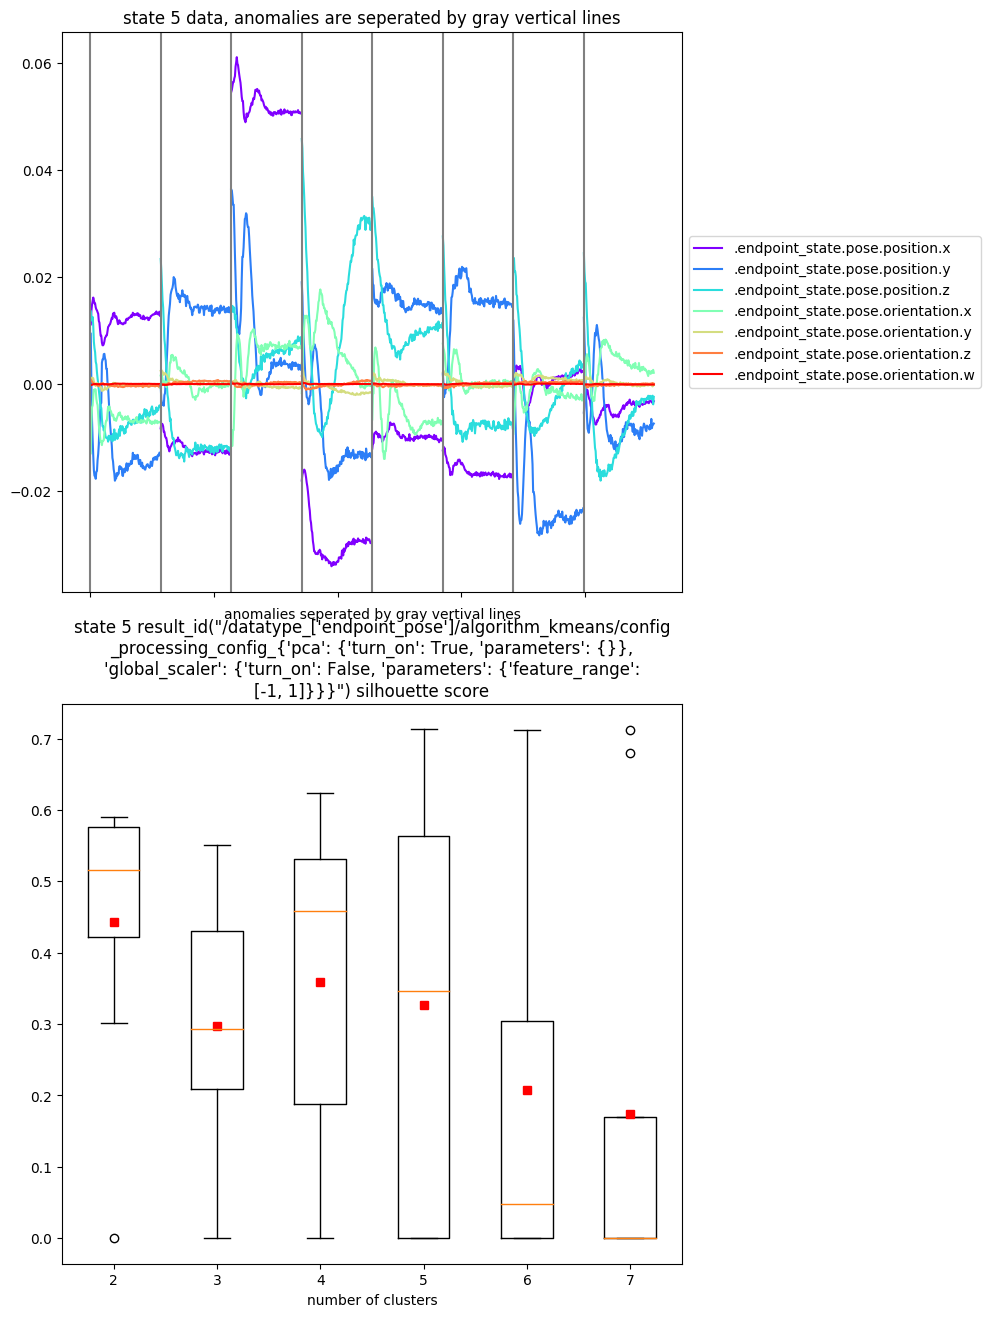 state 5 data, anomalies are seperated by gray vertical lines
0.06
0.04
0.02
0.00
−0.02
.endpoint_state.pose.position.x
.endpoint_state.pose.position.y
.endpoint_state.pose.position.z
.endpoint_state.pose.orientation.x
.endpoint_state.pose.orientation.y
.endpoint_state.pose.orientation.z
.endpoint_state.pose.orientation.w
anomalies seperated by gray vertival lines
state 5 result_id("/datatype_['endpoint_pose']/algorithm_kmeans/config
_processing_config_{'pca': {'turn_on': True, 'parameters': {}},
'global_scaler': {'turn_on': False, 'parameters': {'feature_range':
[-1, 1]}}}") silhouette score
0.7
0.6
0.5
0.4
0.3
0.2
0.1
0.0
2 3 4 5 6 7
number of clusters